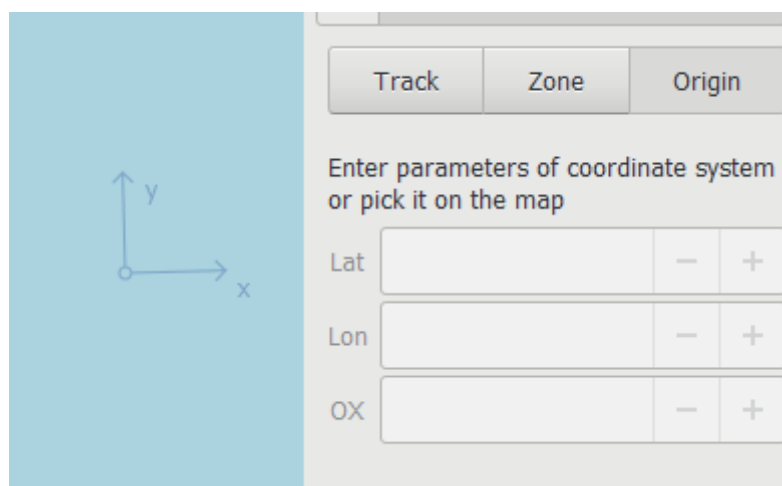 Track Zone Origin
y
x
Enter parameters of coordinate system
or pick it on the map
Lat
Lon
OX